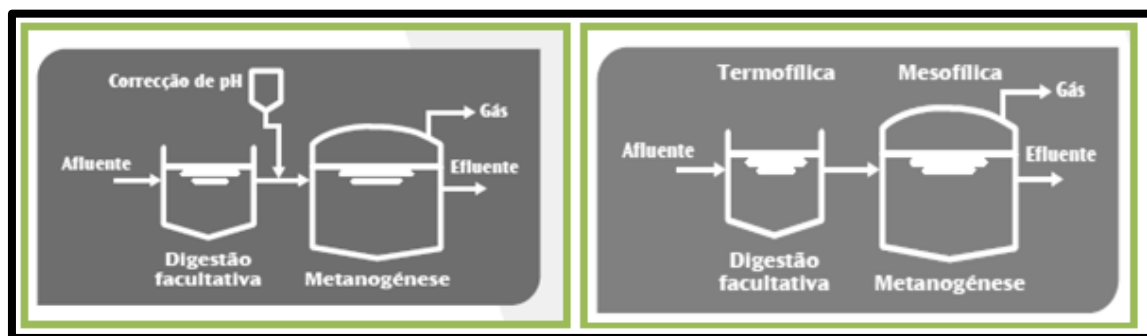 Correcção de pH
Gás
Afluente
Efluente
Digestão
facultativa
Metanogénese
Termofílica
Mesofílica
Gás
Afluente
Efluente
Digestão
facultativa
Metanogénese